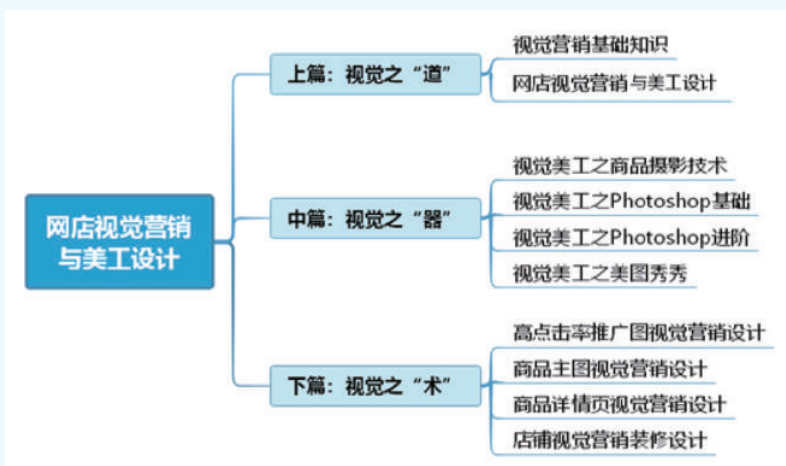 网店视觉营销
与美工设计
上篇：视觉之“道”
视觉营销基础知识
网店视觉营销与美工设计
中篇：视觉之“器”
视觉美工之商品摄影技术
视觉美工之Photoshop基础
视觉美工之Photoshop进阶
视觉美工之美图秀秀
下篇：视觉之“术”
高点击率推广图视觉营销设计
商品主图视觉营销设计
商品详情页视觉营销设计
店铺视觉营销装修设计